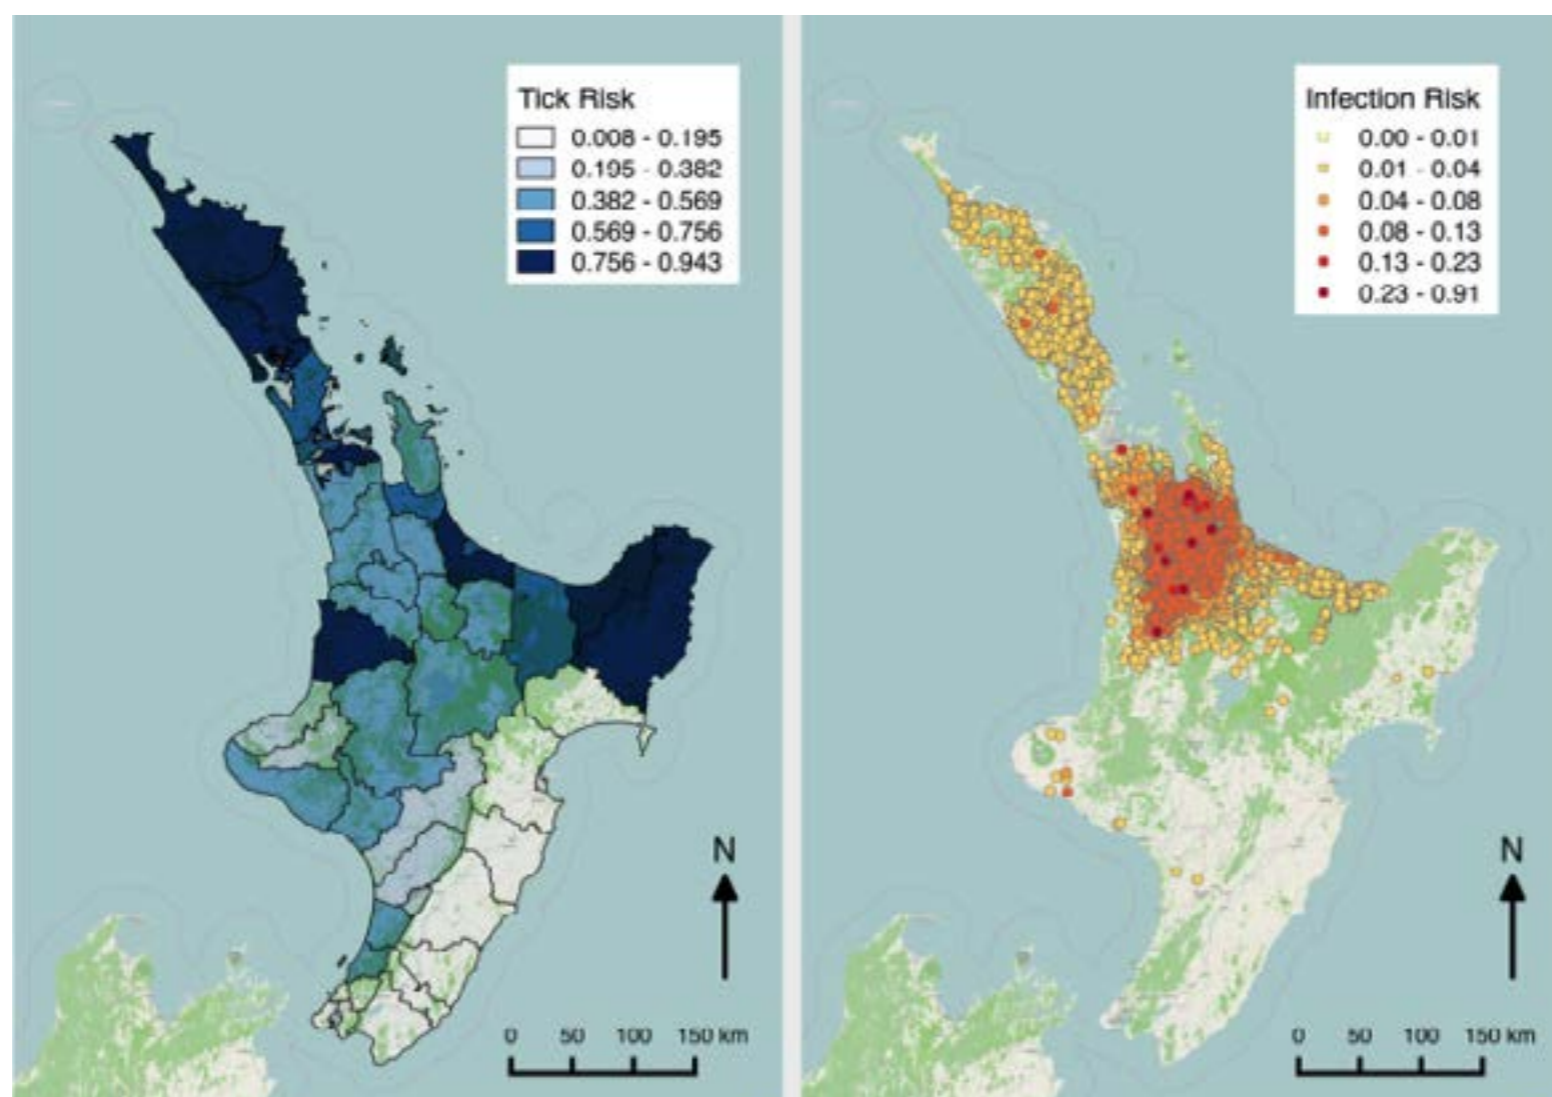 Tick Risk
0.008 - 0.195
0.195 - 0.382
0.382 - 0.569
0.569 - 0.756
0.756 - 0.943
N
0 50 100 150 km
Infection Risk
0.00 - 0.01
0.01 - 0.04
0.04 - 0.08
0.08 - 0.13
0.13 - 0.23
0.23 - 0.91
N
0 50 100 150 km